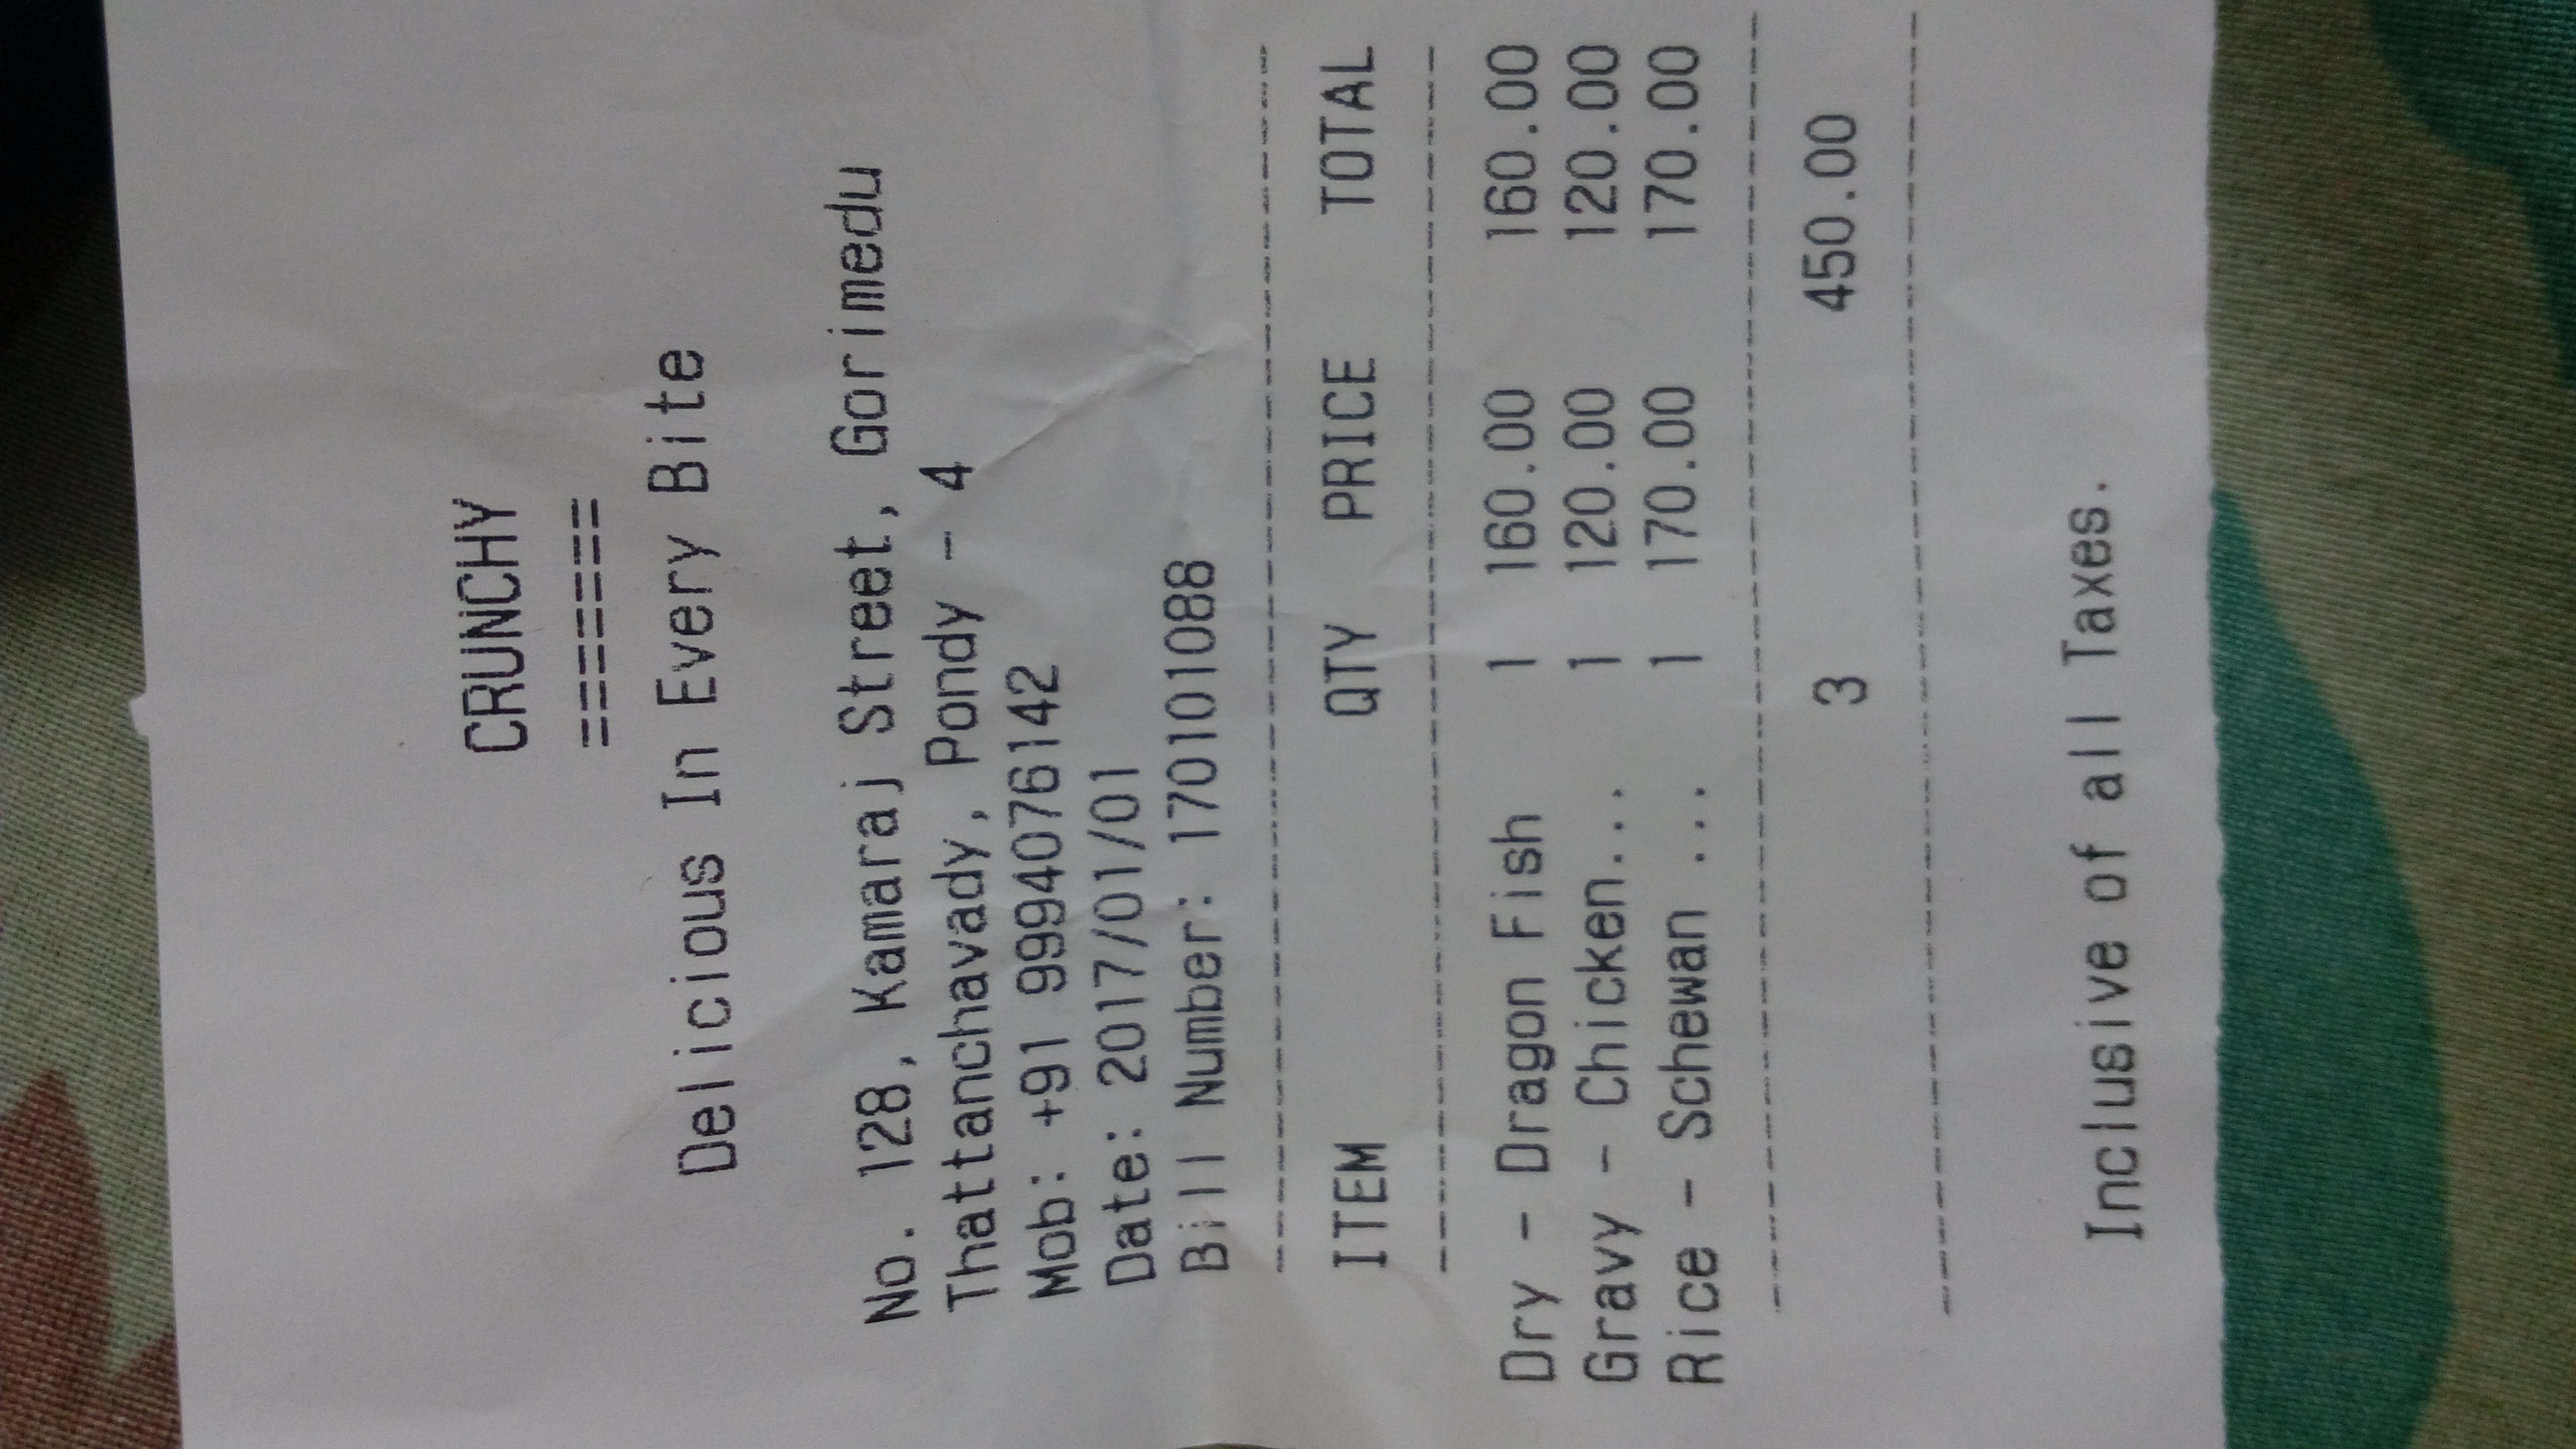 CRUNCHY
=======
Delicious In Every Bite
No. 128, Kamaraj Street, Gorimedu
Thattanchavady, Pondy - 4
Mob: +91 9994076142
Date: 2017/01/01
Bill Number: 170101088
ITEM QTY PRICE TOTAL
Dry - Dragon Fish 1 160.00 160.00
Gravy - Chicken... 1 120.00 120.00
Rice - Schewan ... 1 170.00 170.00
3 450.00
Inclusive of all Taxes.